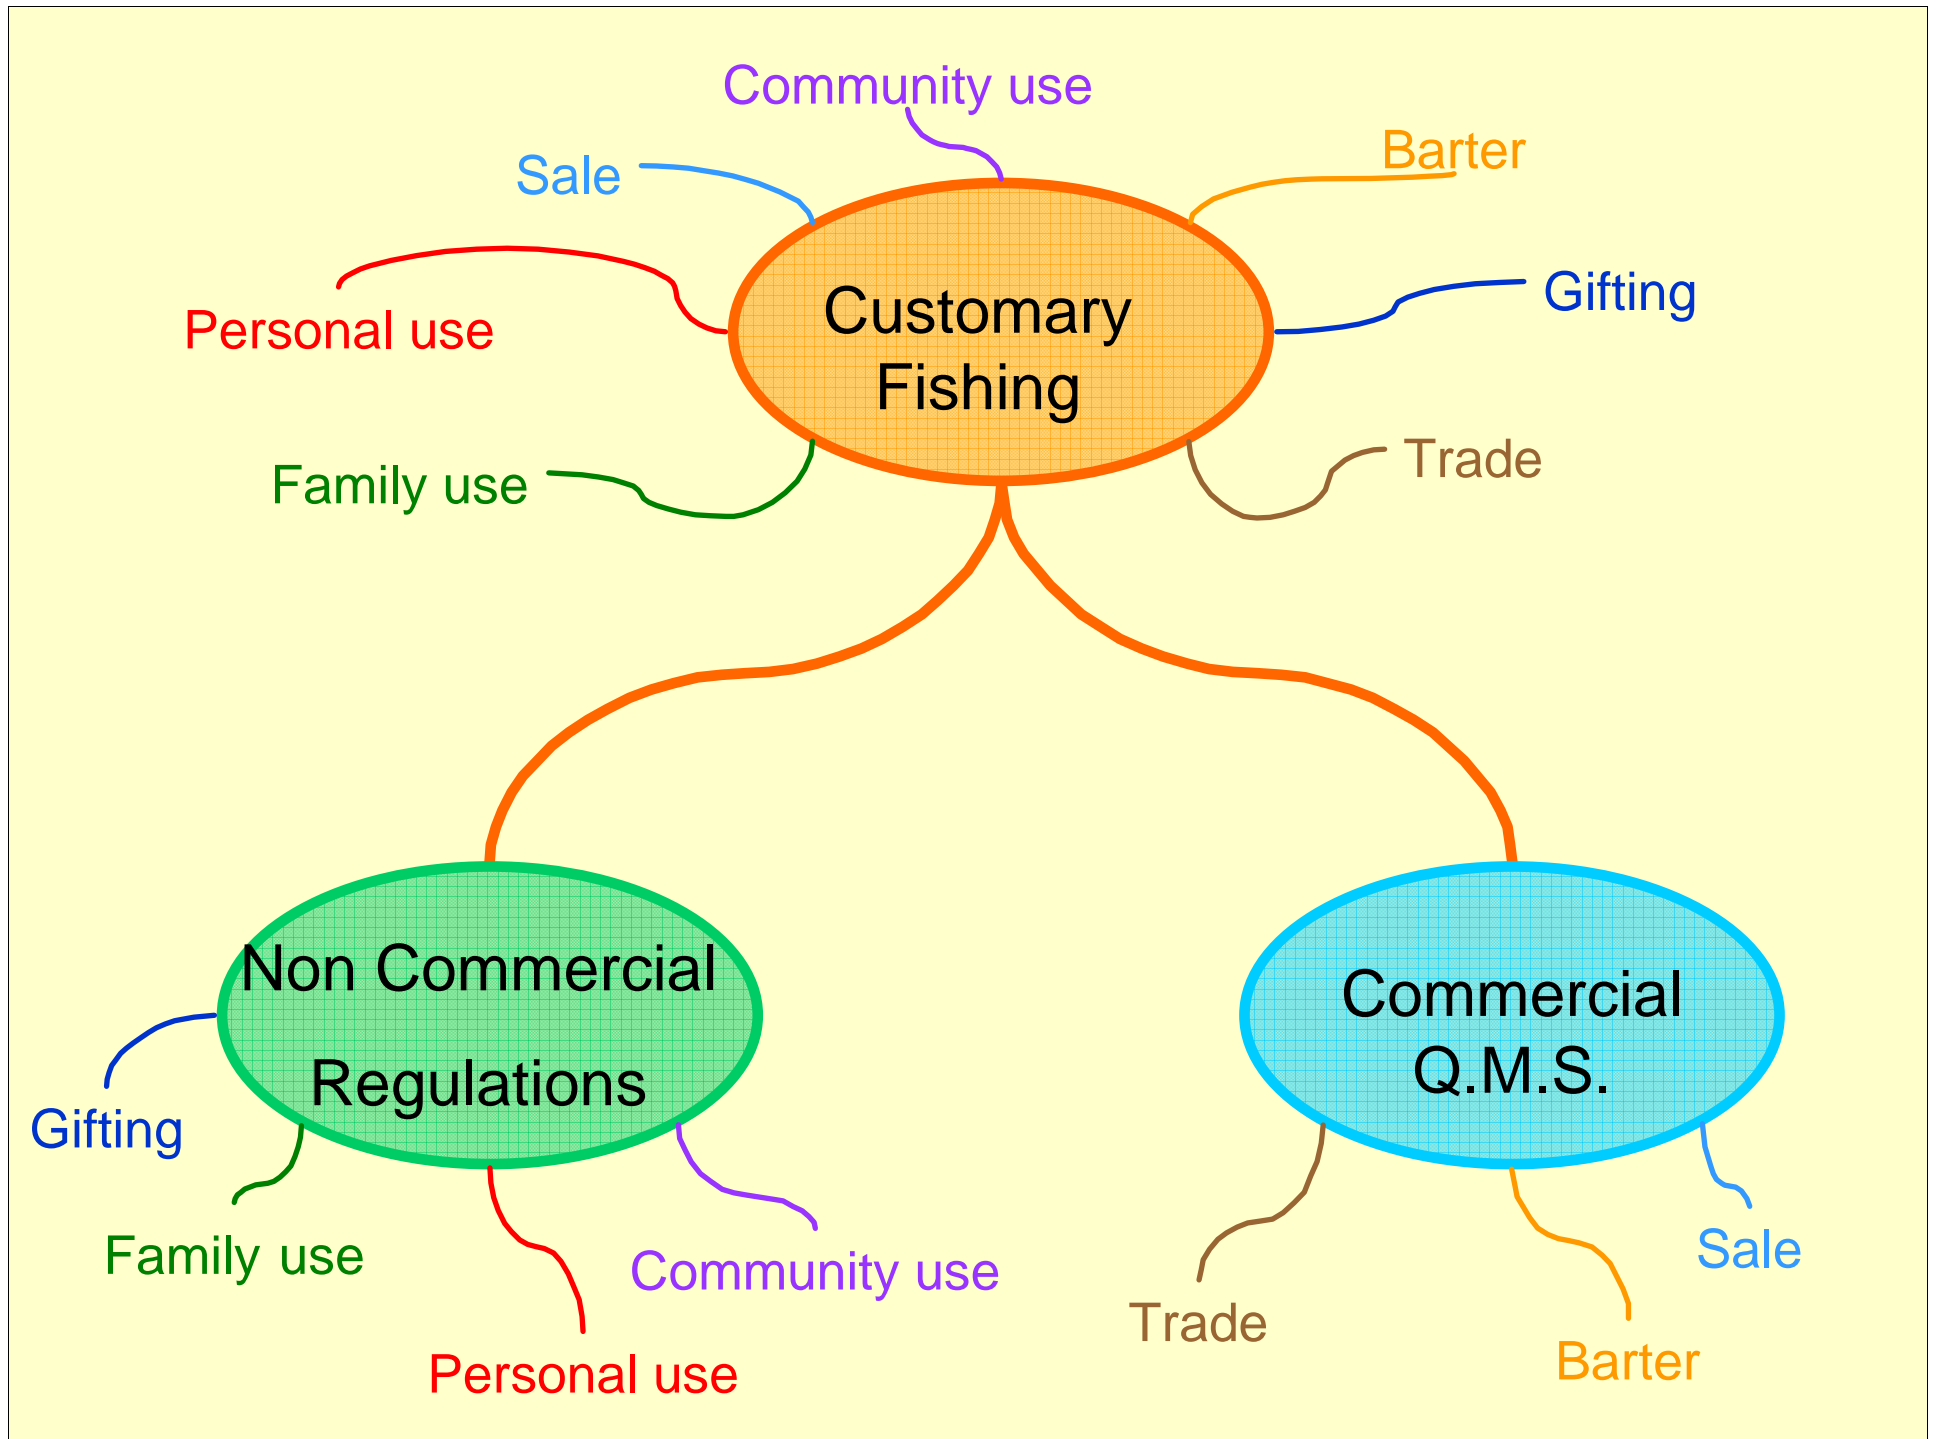 Community use
Barter
Sale
Gifting
Personal use
Customary
Fishing
Trade
Family use
Non Commercial
Regulations
Commercial
Q.M.S.
Gifting
Family use
Community use
Personal use
Sale
Trade
Barter